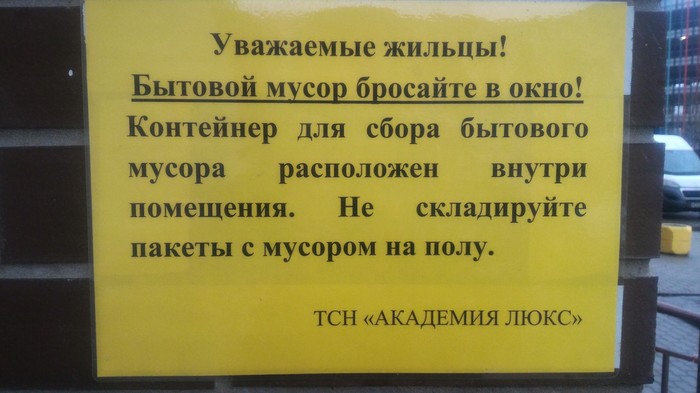 Уважаемые жильцы!
Бытовой мусор бросайте в окно!
Контейнер для сбора бытового
мусора расположен внутри
помещения. Не складируйте
пакеты с мусором на полу.
ТСН «АКАДЕМИЯ ЛЮКС»